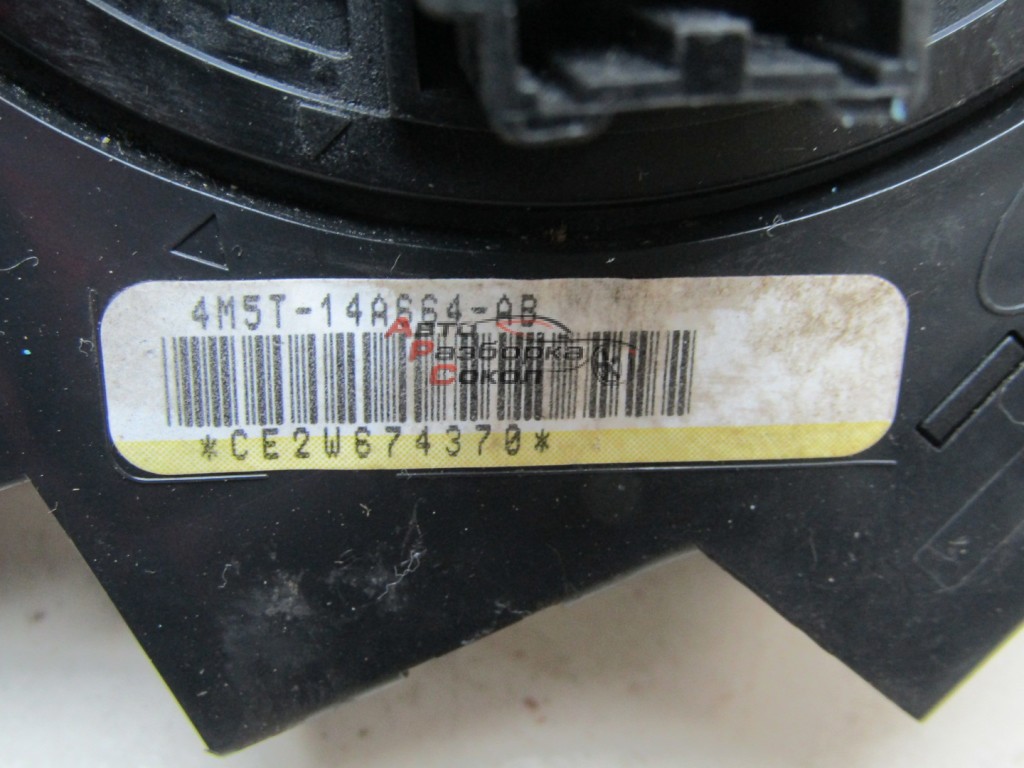 4M5T-14A664-AB
Авто
Разборка
Сокол
*CE2W674370*